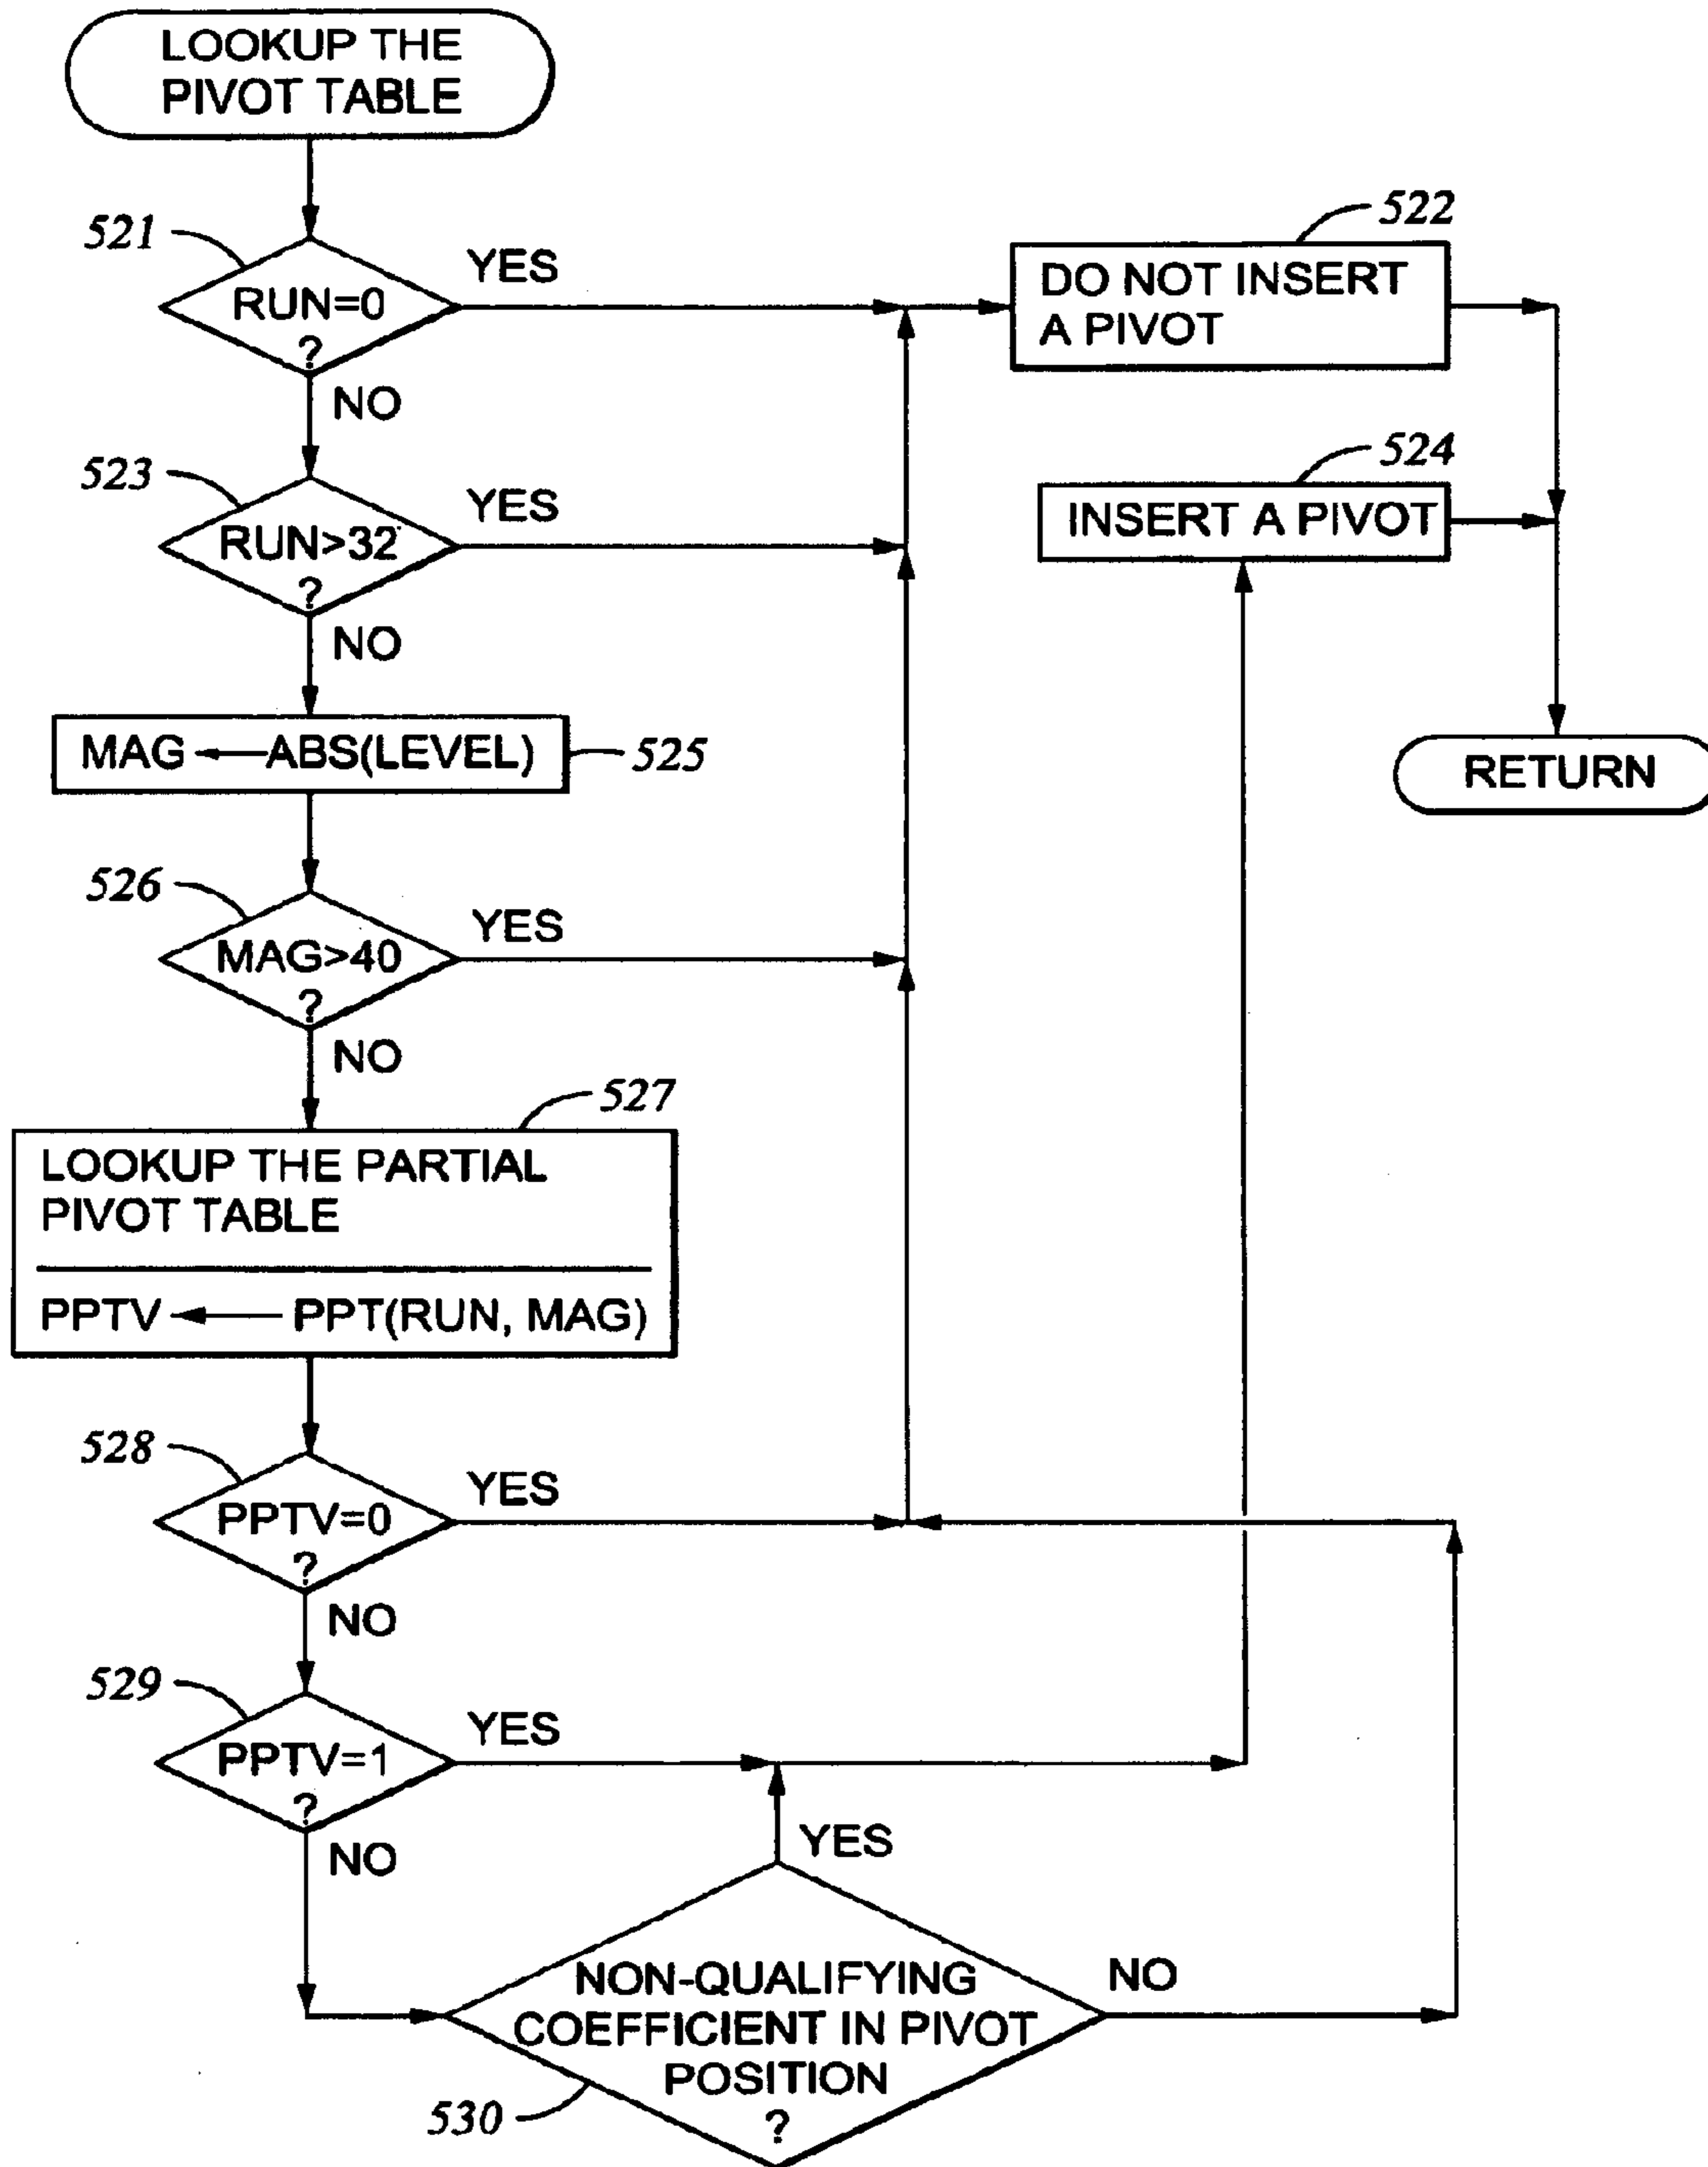 LOOKUP THE
PIVOT TABLE
521
RUN=0
?
YES
NO
522
DO NOT INSERT
A PIVOT
523
RUN>32
?
YES
NO
524
INSERT A PIVOT
MAG ← ABS(LEVEL)
525
RETURN
526
MAG>40
?
YES
NO
527
LOOKUP THE PARTIAL
PIVOT TABLE
PPTV ← PPT(RUN, MAG)
528
PPTV=0
?
YES
NO
529
PPTV=1
?
YES
NO
YES
NON-QUALIFYING
COEFFICIENT IN PIVOT
POSITION
?
NO
530